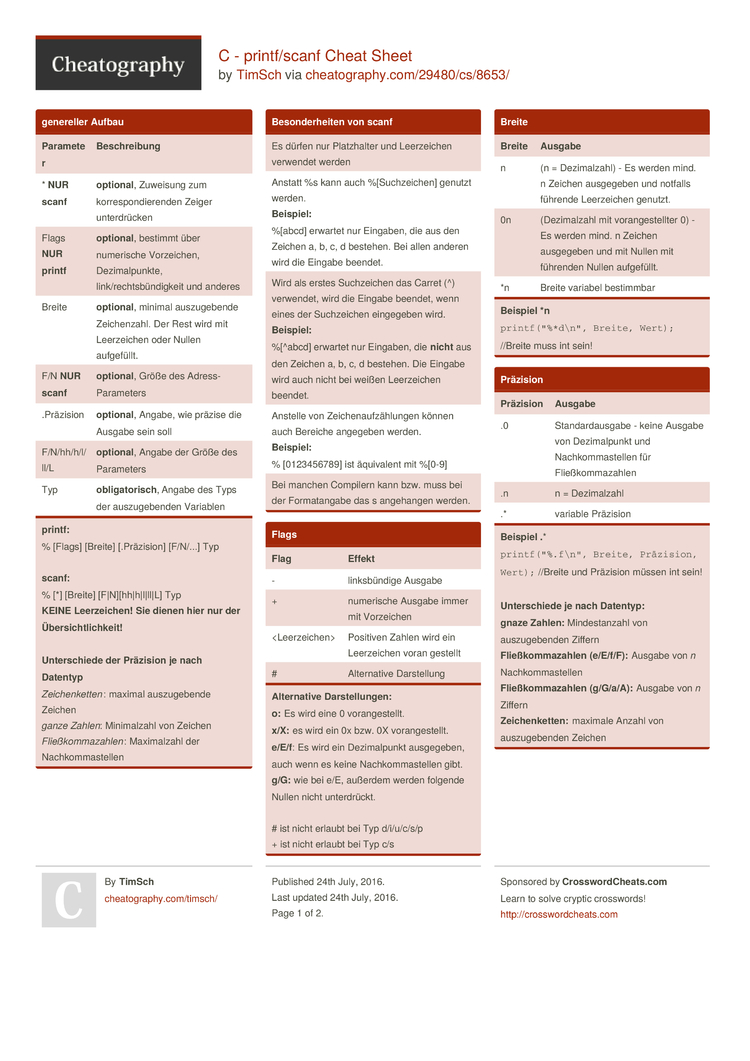 Cheatography
C - printf/scanf Cheat Sheet
by TimSch via cheatography.com/29480/cs/8653/
genereller Aufbau
Paramete Beschreibung
r
* NUR optional, Zuweisung zum
scanf korrespondierenden Zeiger
unterdrücken
Flags optional, bestimmt über
NUR numerische Vorzeichen,
printf Dezimalpunkte,
link/rechtsbündigkeit und anderes
Breite optional, minimal auszugebende
Zeichenzahl. Der Rest wird mit
Leerzeichen oder Nullen
aufgefüllt.
F/N NUR optional, Größe des Adress-
scanf Parameters
.Präzision optional, Angabe, wie präzise die
Ausgabe sein soll
F/N/hh/h/l/ optional, Angabe der Größe des
ll/L Parameters
Typ obligatorisch, Angabe des Typs
der auszugebenden Variablen
printf:
% [Flags] [Breite] [.Präzision] [F/N/...] Typ
scanf:
% [*] [Breite] [F|N][hh|h|l|ll|L] Typ
KEINE Leerzeichen! Sie dienen hier nur der
Übersichtlichkeit!
Unterschiede der Präzision je nach
Datentyp
Zeichenketten: maximal auszugebende
Zeichen
ganze Zahlen: Minimalzahl von Zeichen
Fließkommazahlen: Maximalzahl der
Nachkommastellen
Besonderheiten von scanf
Es dürfen nur Platzhalter und Leerzeichen
verwendet werden
Anstatt %s kann auch %[Suchzeichen] genutzt
werden.
Beispiel:
%[abcd] erwartet nur Eingaben, die aus den
Zeichen a, b, c, d bestehen. Bei allen anderen
wird die Eingabe beendet.
Wird als erstes Suchzeichen das Carret (^)
verwendet, wird die Eingabe beendet, wenn
eines der Suchzeichen eingegeben wird.
Beispiel:
%[^abcd] erwartet nur Eingaben, die nicht aus
den Zeichen a, b, c, d bestehen. Die Eingabe
wird auch nicht bei weißen Leerzeichen
beendet.
Anstelle von Zeichenaufzählungen können
auch Bereiche angegeben werden.
Beispiel:
% [0123456789] ist äquivalent mit %[0-9]
Bei manchen Compilern kann bzw. muss bei
der Formatangabe das s angehangen werden.
Flags
Flag Effekt
- linksbündige Ausgabe
+ numerische Ausgabe immer
mit Vorzeichen
<Leerzeichen> Positiven Zahlen wird ein
Leerzeichen voran gestellt
# Alternative Darstellung
Alternative Darstellungen:
o: Es wird eine 0 vorangestellt.
x/X: es wird ein 0x bzw. 0X vorangestellt.
e/E/f: Es wird ein Dezimalpunkt ausgegeben,
auch wenn es keine Nachkommastellen gibt.
g/G: wie bei e/E, außerdem werden folgende
Nullen nicht unterdrückt.
# ist nicht erlaubt bei Typ d/i/u/c/s/p
+ ist nicht erlaubt bei Typ c/s
Breite
Breite Ausgabe
n (n = Dezimalzahl) - Es werden mind.
n Zeichen ausgegeben und notfalls
führende Leerzeichen genutzt.
0n (Dezimalzahl mit vorangestellter 0) -
Es werden mind. n Zeichen
ausgegeben und mit Nullen mit
führenden Nullen aufgefüllt.
*n Breite variabel bestimmbar
Beispiel *n
printf("%*d\n", Breite, Wert);
//Breite muss int sein!
Präzision
Präzision Ausgabe
.0 Standardausgabe - keine Ausgabe
von Dezimalpunkt und
Nachkommastellen für
Fließkommazahlen
.n n = Dezimalzahl
.* variable Präzision
Beispiel .*
printf("%.f\n", Breite, Präzision,
Wert); //Breite und Präzision müssen int sein!
Unterschiede je nach Datentyp:
gnaze Zahlen: Mindestanzahl von
auszugebenden Ziffern
Fließkommazahlen (e/E/f/F): Ausgabe von n
Nachkommastellen
Fließkommazahlen (g/G/a/A): Ausgabe von n
Ziffern
Zeichenketten: maximale Anzahl von
auszugebenden Zeichen
C
By TimSch
cheatography.com/timsch/
Published 24th July, 2016.
Last updated 24th July, 2016.
Page 1 of 2.
Sponsored by CrosswordCheats.com
Learn to solve cryptic crosswords!
http://crosswordcheats.com